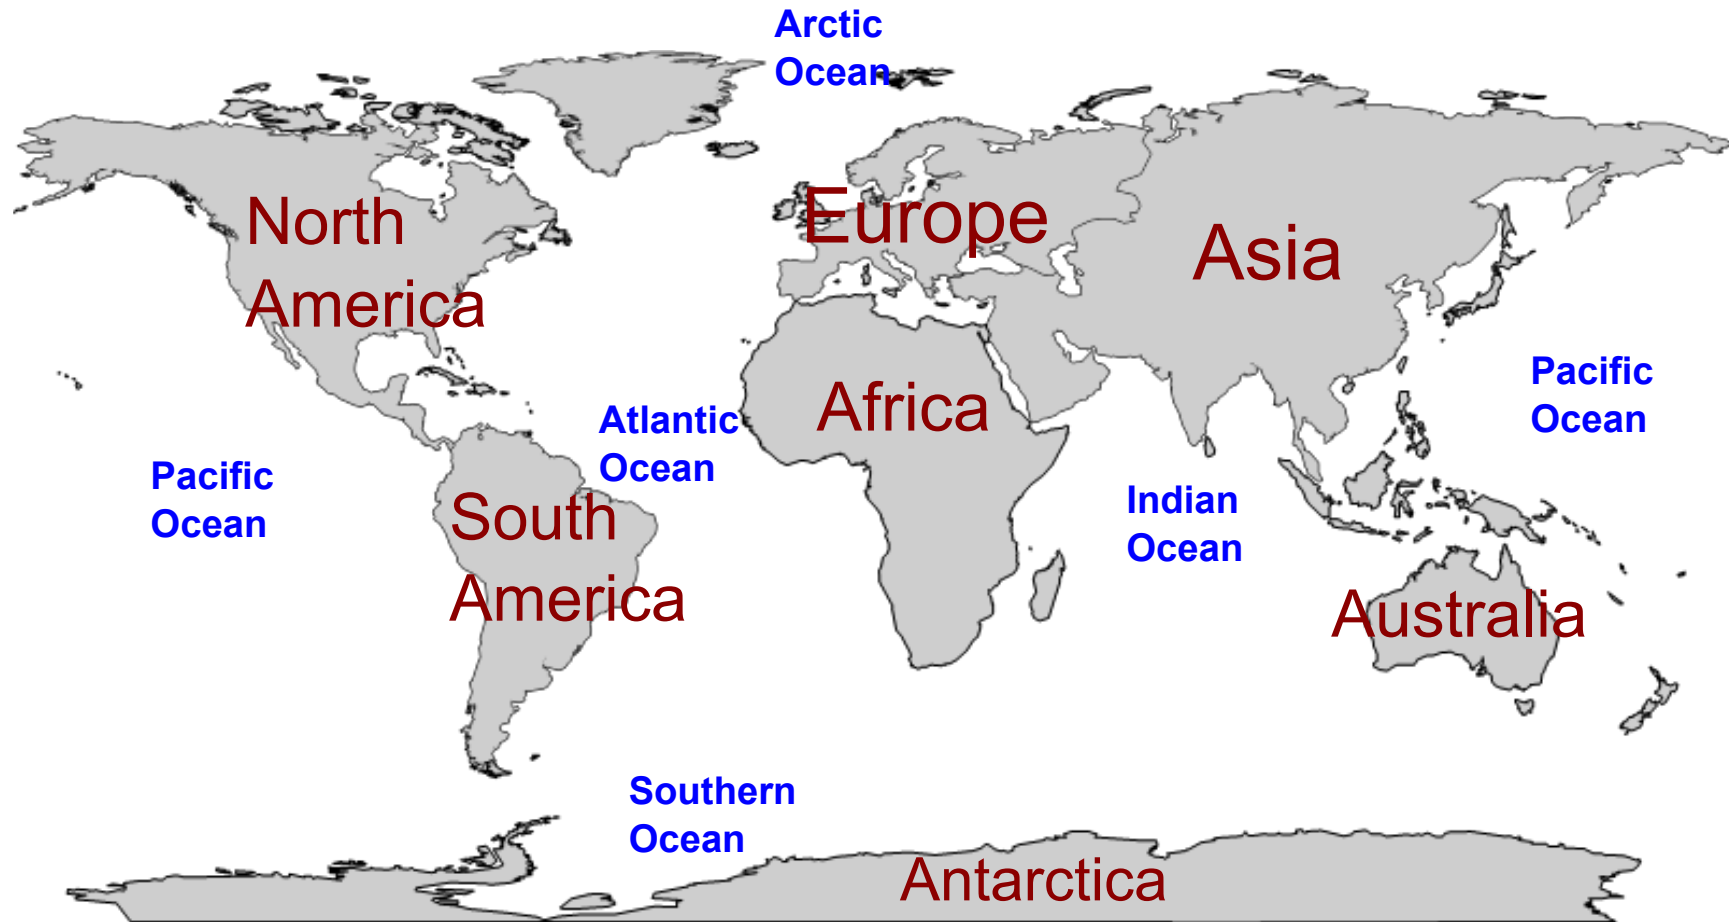 Arctic
Ocean
North
America
Europe
Asia
Africa
Atlantic
Ocean
Pacific
Ocean
Pacific
Ocean
South
America
Indian
Ocean
Australia
Southern
Ocean
Antarctica